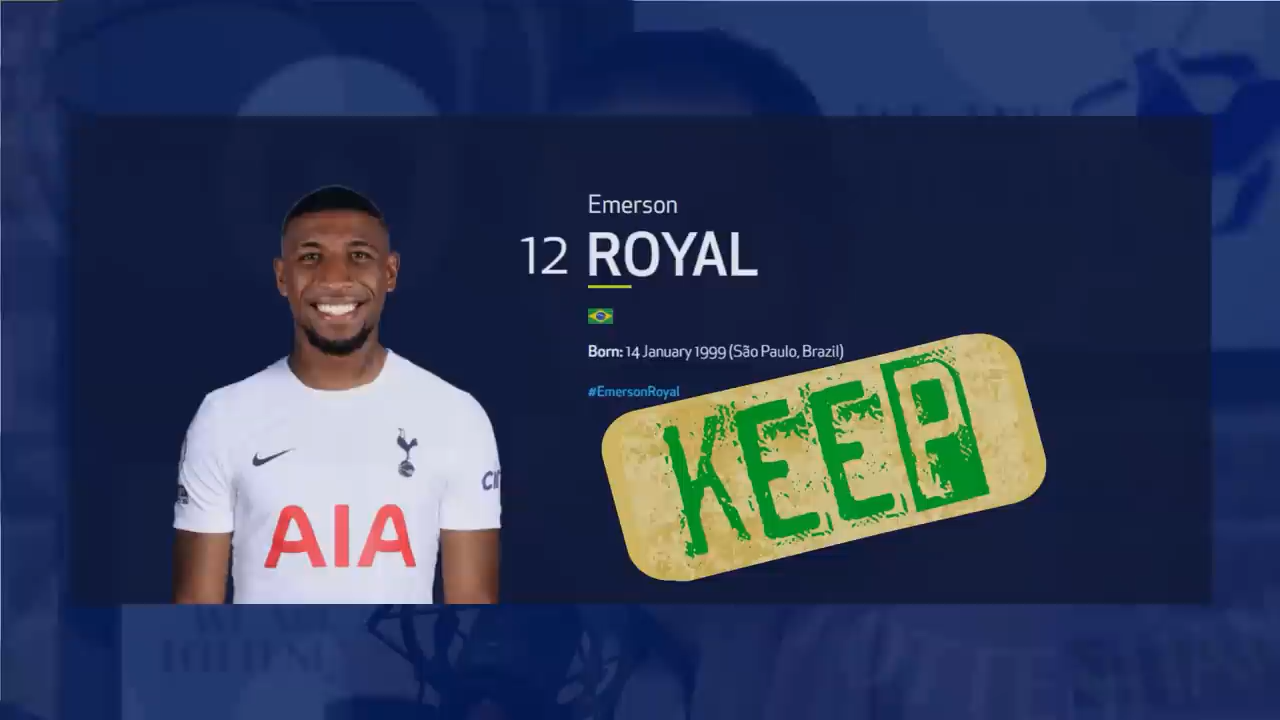 Emerson
12 ROYAL
Born: 14 January 1999 (São Paulo, Brazil)
#EmersonRoyal
KEEP
AIA